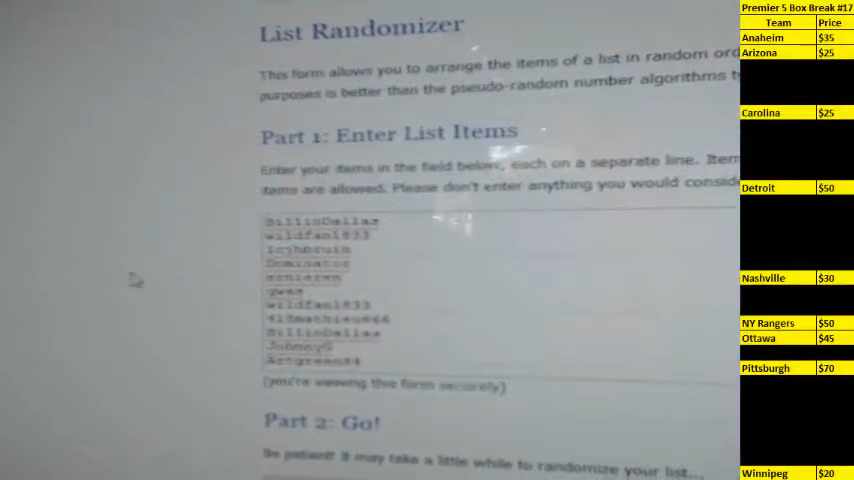 List Randomizer
This form allows you to arrange the items of a list in random ord
purposes is better than the pseudo-random number algorithms t
Part 1: Enter List Items
Enter your items in the field below, each on a separate line. Item
items are allowed. Please don't enter anything you would consid
BillinDallas
wildfan1833
Dominator
wildfan1833
BillinDallas
JohnnyG
Artgreen84
(you're viewing this form securely)
Part 2: Go!
Be patient! It may take a little while to randomize your list...
Premier 5 Box Break #17
Team Price
Anaheim $35
Arizona $25
Carolina $25
Detroit $50
Nashville $30
NY Rangers $50
Ottawa $45
Pittsburgh $70
Winnipeg $20